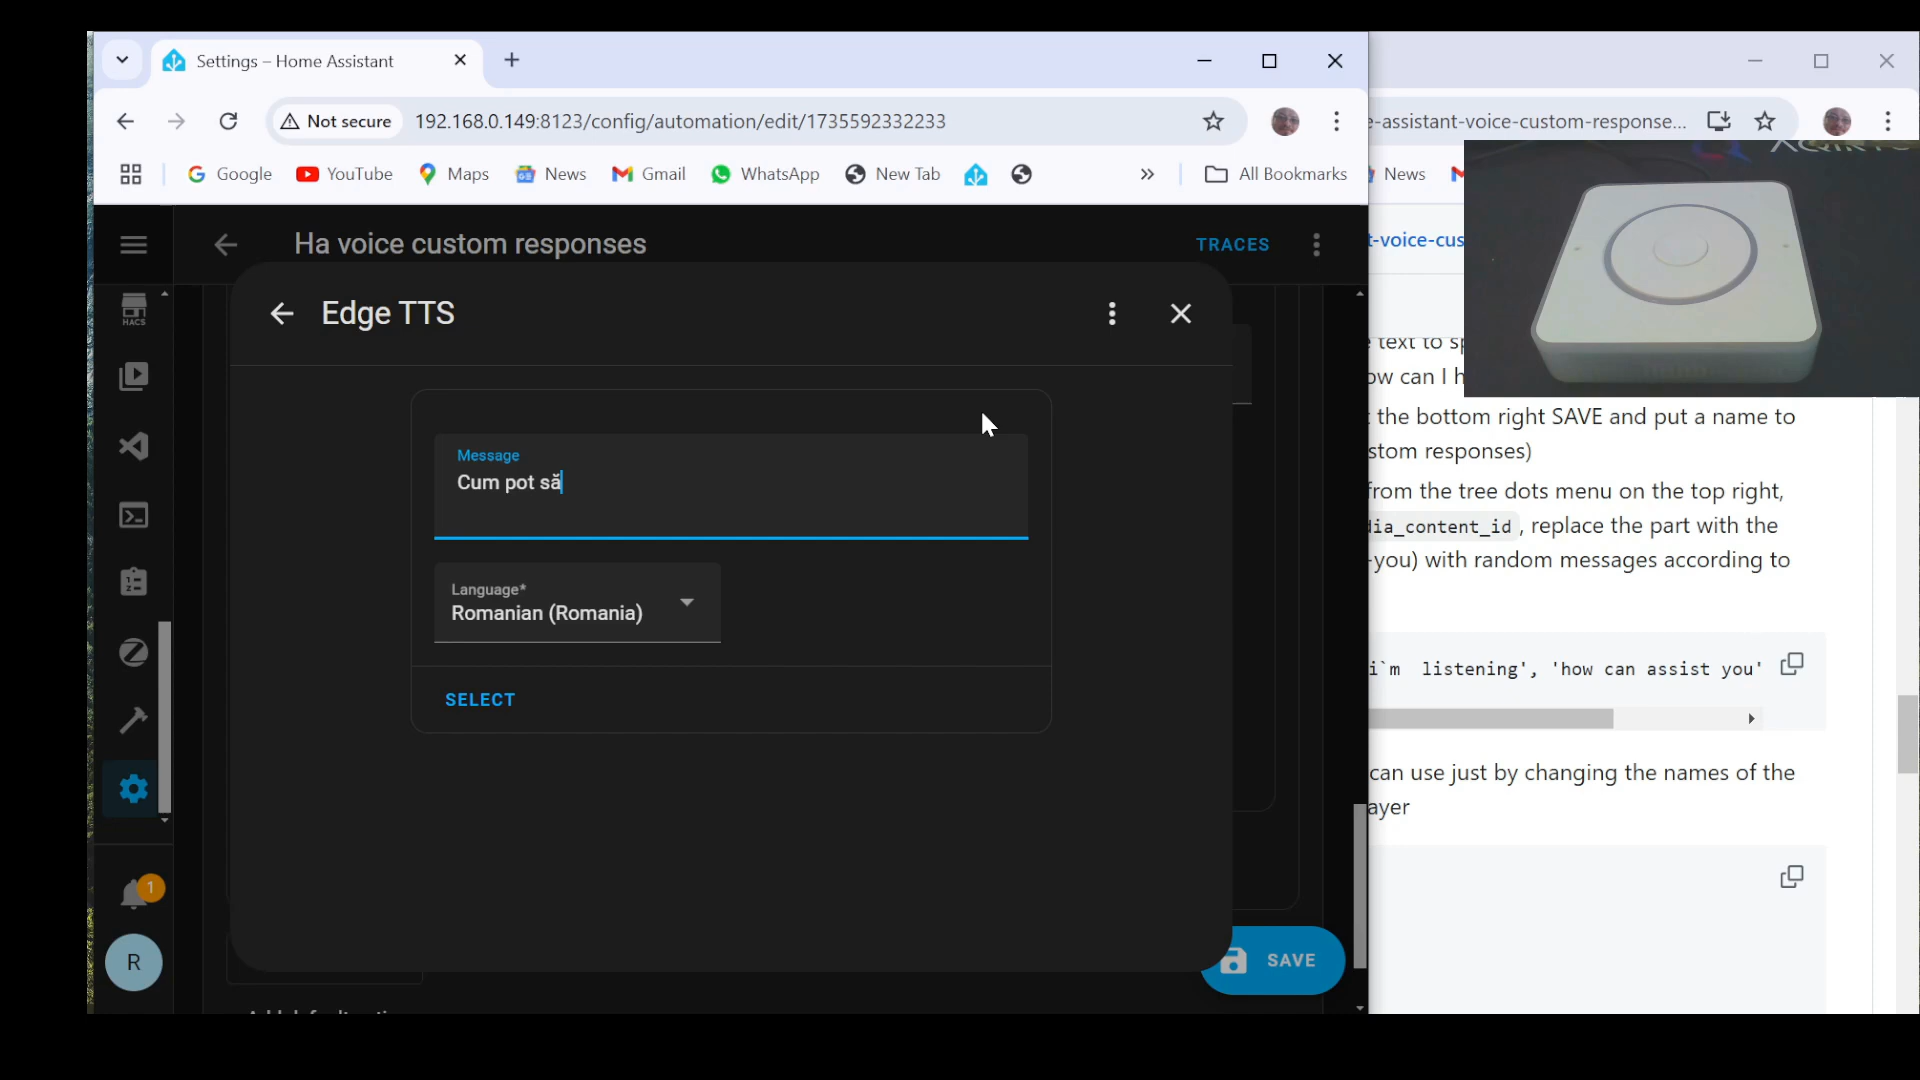 Settings – Home Assistant
Not secure
192.168.0.149:8123/config/automation/edit/1735592332233
e-assistant-voice-custom-response...
Google
YouTube
Maps
News
Gmail
WhatsApp
New Tab
All Bookmarks
News
Ha voice custom responses
TRACES
HACS
Edge TTS
Message
Cum pot să
Language*
Romanian (Romania)
SELECT
SAVE
1
R
t-voice-cus
text to sp
ow can I h
the bottom right SAVE and put a name to
stom responses)
from the tree dots menu on the top right,
dia_content_id , replace the part with the
-you) with random messages according to
i`m listening', 'how can assist you'
can use just by changing the names of the
ayer